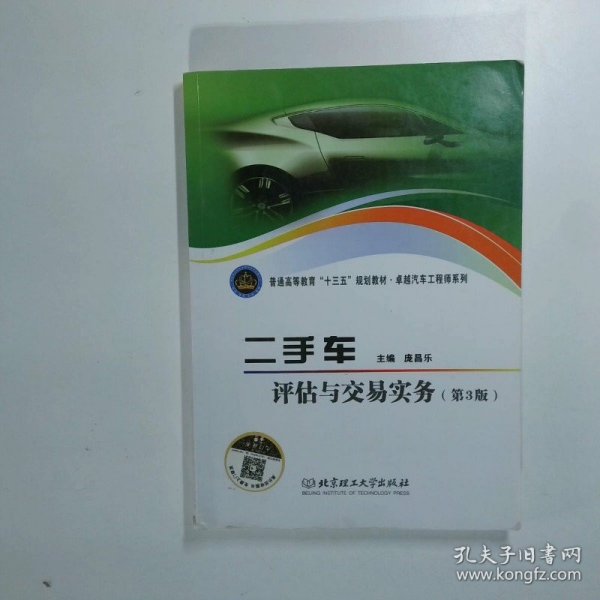 普通高等教育“十三五”规划教材·卓越汽车工程师系列
二手车
主编 庞昌乐
评估与交易实务(第3版)
北京理工大学出版社
BEIJING INSTITUTE OF TECHNOLOGY PRESS
孔夫子旧书网
www.kongfz.com